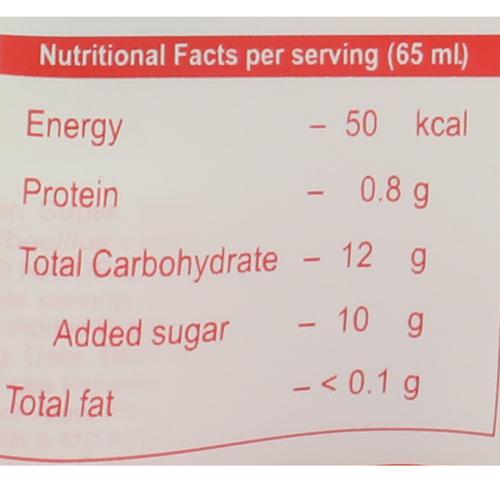 Nutritional Facts per serving (65 ml)
Energy – 50 kcal
Protein – 0.8 g
Total Carbohydrate – 12 g
Added sugar – 10 g
Total fat – < 0.1 g